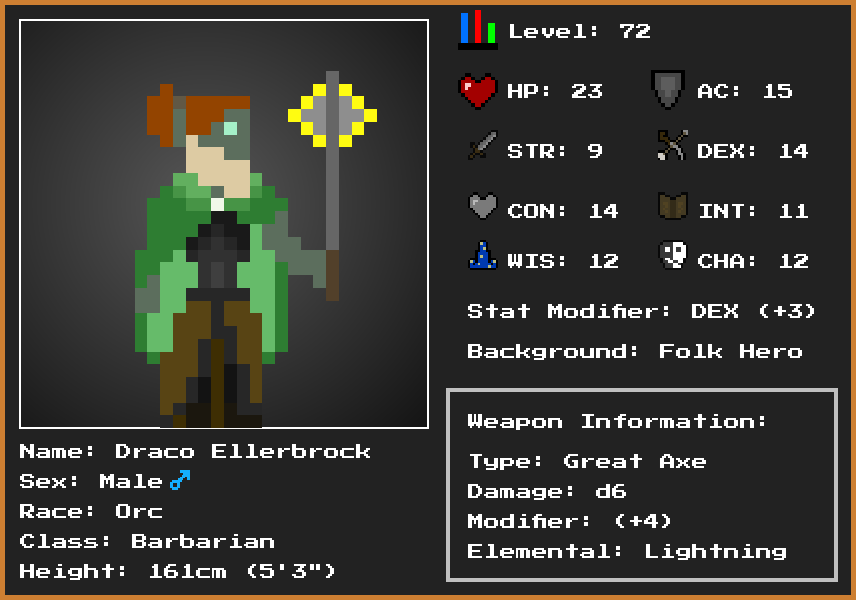 Level: 72
HP: 23
AC: 15
STR: 9
DEX: 14
CON: 14
INT: 11
WIS: 12
CHA: 12
Stat Modifier: DEX (+3)
Background: Folk Hero
Weapon Information:
Type: Great Axe
Damage: d6
Modifier: (+4)
Elemental: Lightning
Name: Draco Ellerbrock
Sex: Male ♂
Race: Orc
Class: Barbarian
Height: 161cm (5'3")